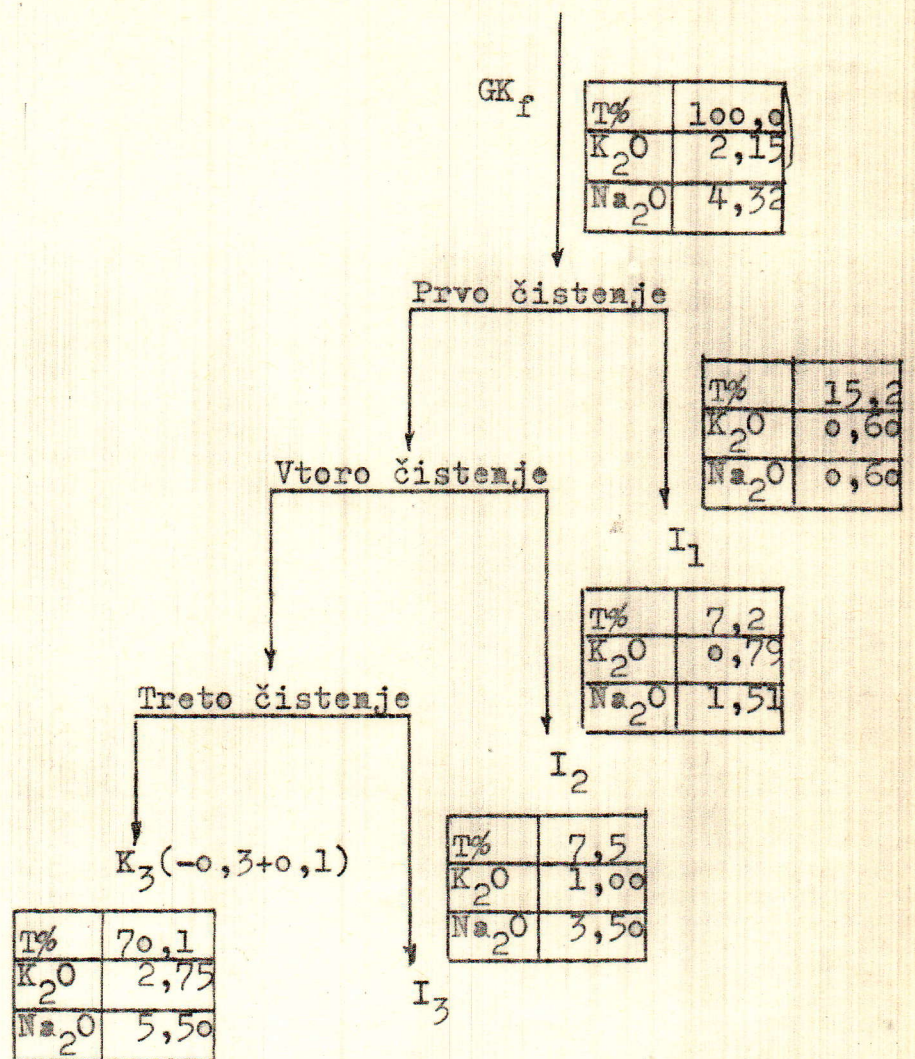 GK_f
T% 100,0
K₂O 2,15
Na₂O 4,32
Prvo čistenje
T% 15,2
K₂O 0,60
Na₂O 0,60
I₁
Vtoro čistenje
T% 7,2
K₂O 0,79
Na₂O 1,51
I₂
Treto čistenje
T% 7,5
K₂O 1,00
Na₂O 3,50
I₃
K₃(-0,3+0,1)
T% 70,1
K₂O 2,75
Na₂O 5,50